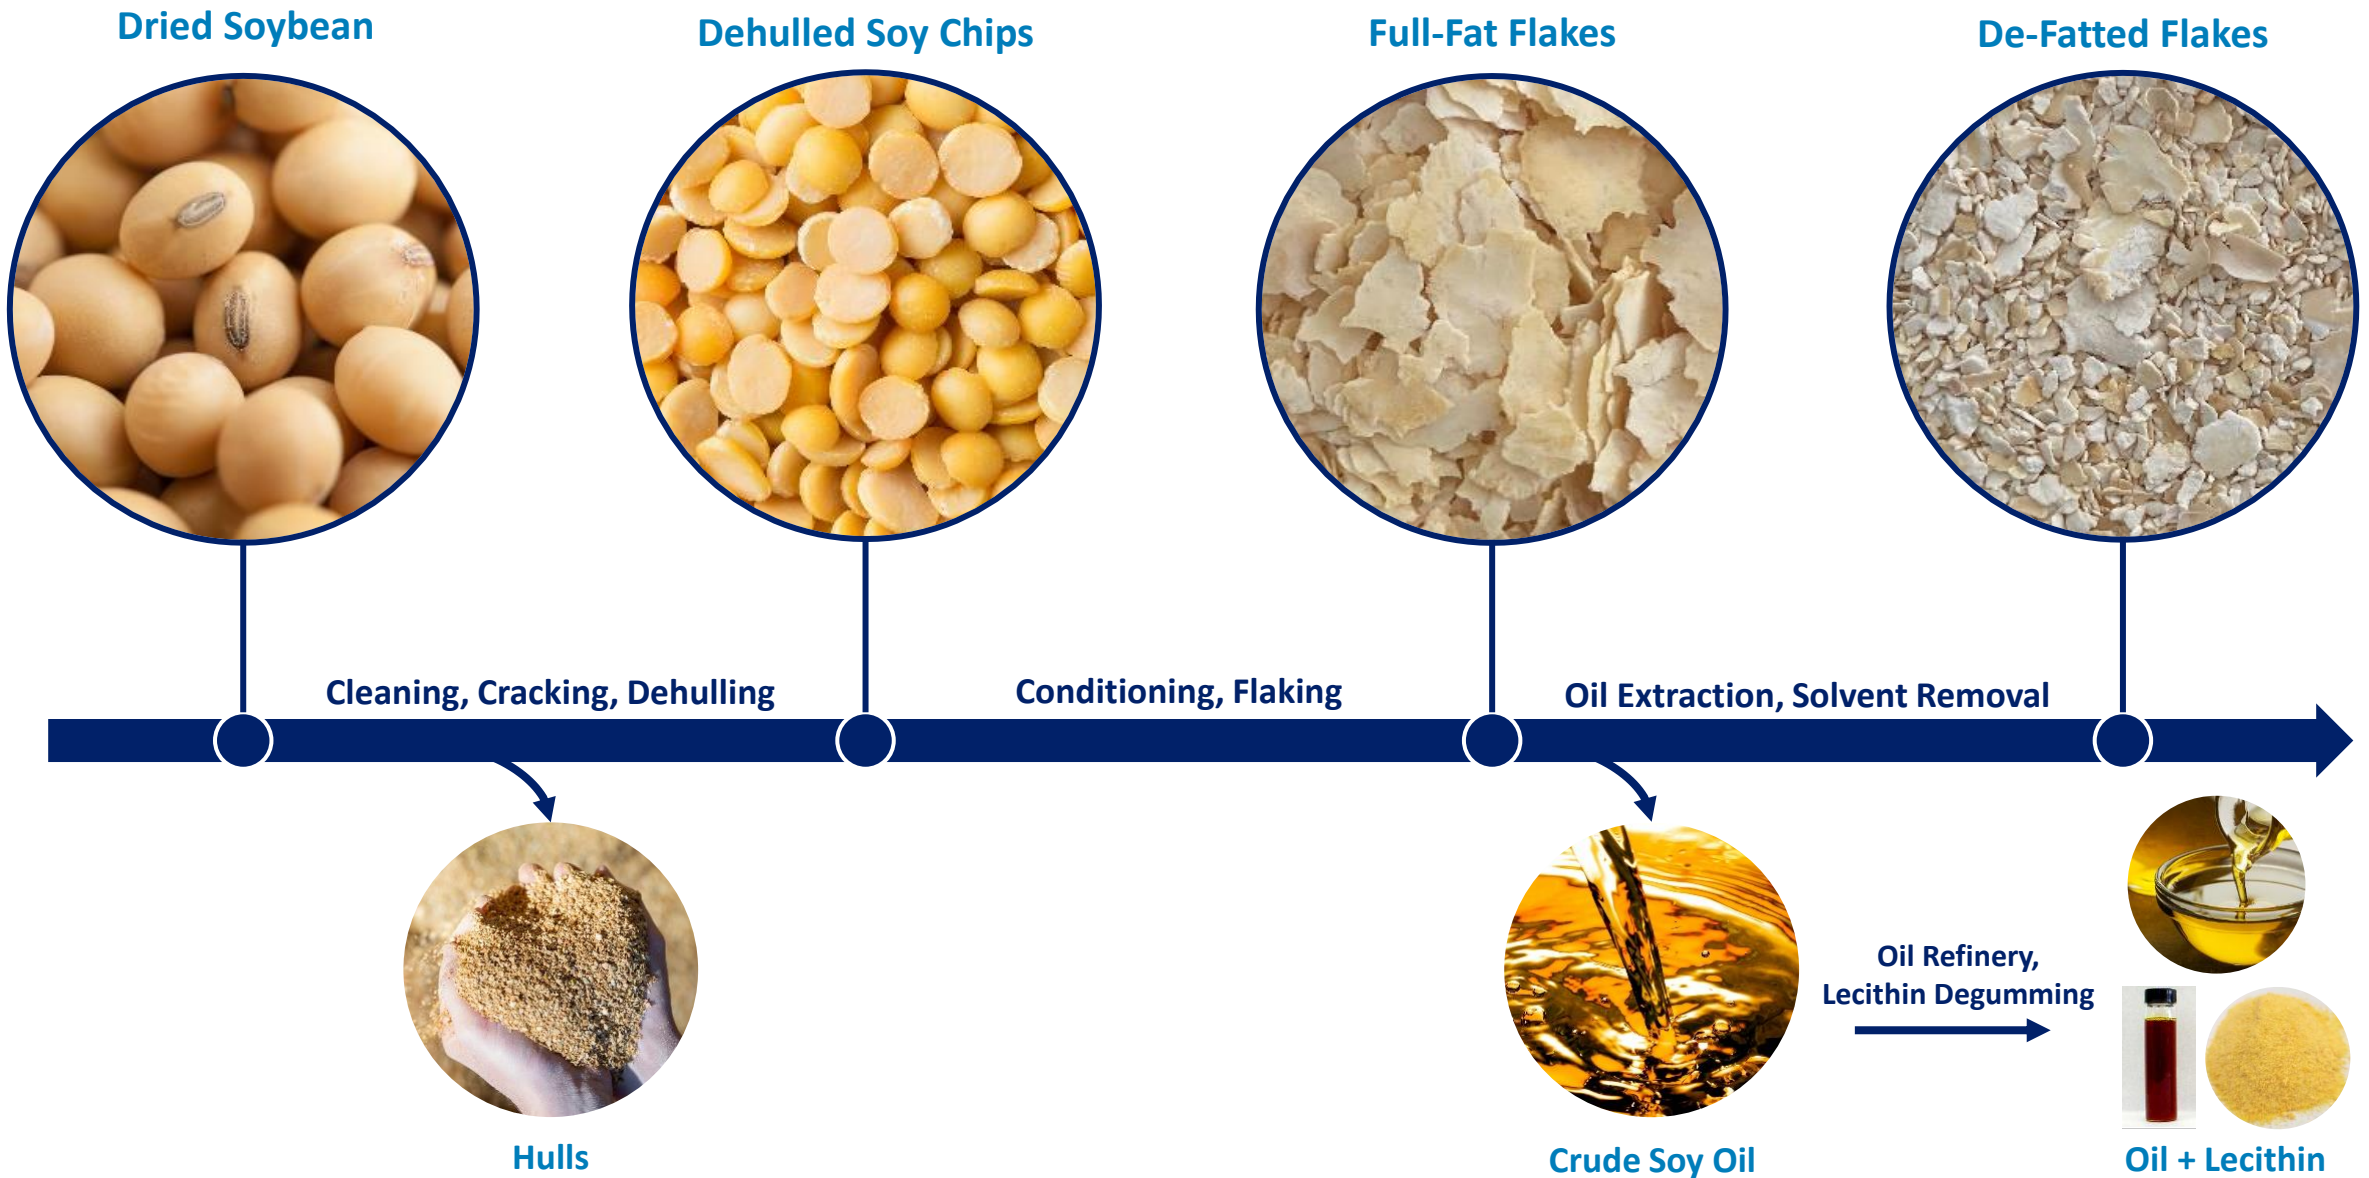 Dried Soybean
Dehulled Soy Chips
Full-Fat Flakes
De-Fatted Flakes
Cleaning, Cracking, Dehulling
Conditioning, Flaking
Oil Extraction, Solvent Removal
Oil Refinery,
Lecithin Degumming
Hulls
Crude Soy Oil
Oil + Lecithin